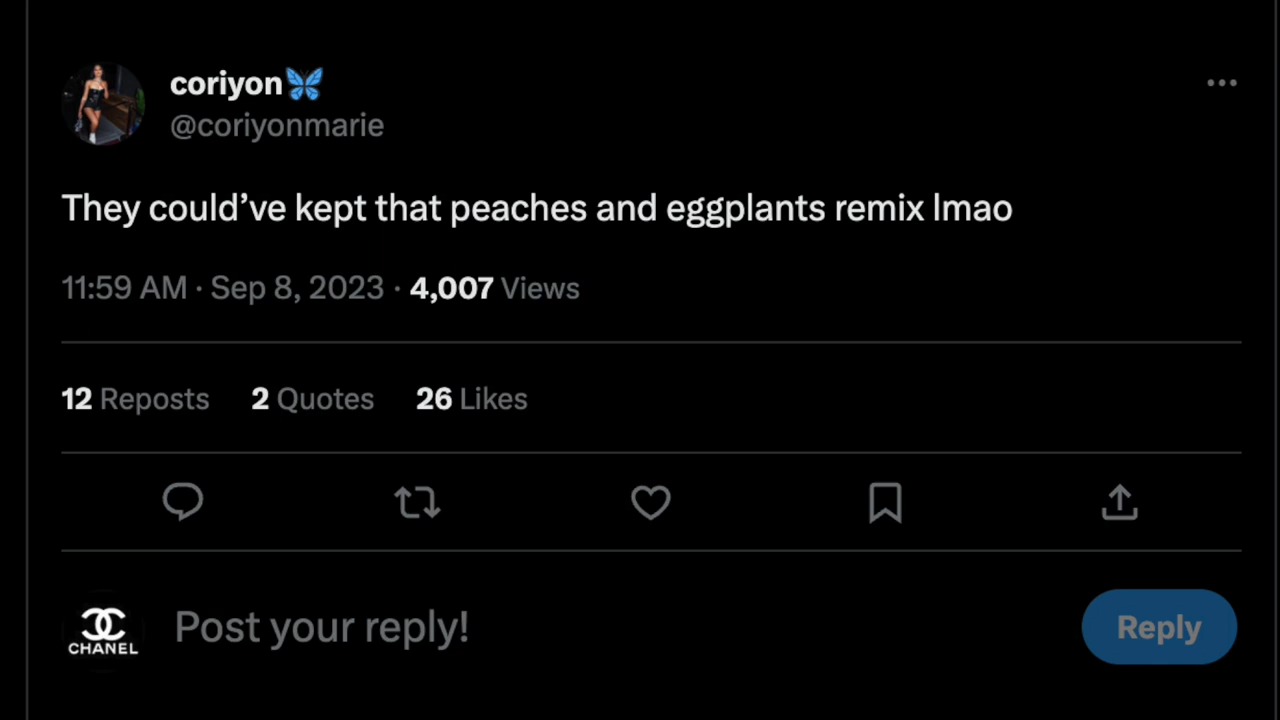 coriyon🦋
@coriyonmarie
They could’ve kept that peaches and eggplants remix lmao
11:59 AM · Sep 8, 2023 · 4,007 Views
12 Reposts 2 Quotes 26 Likes
CHANEL
Post your reply!
Reply